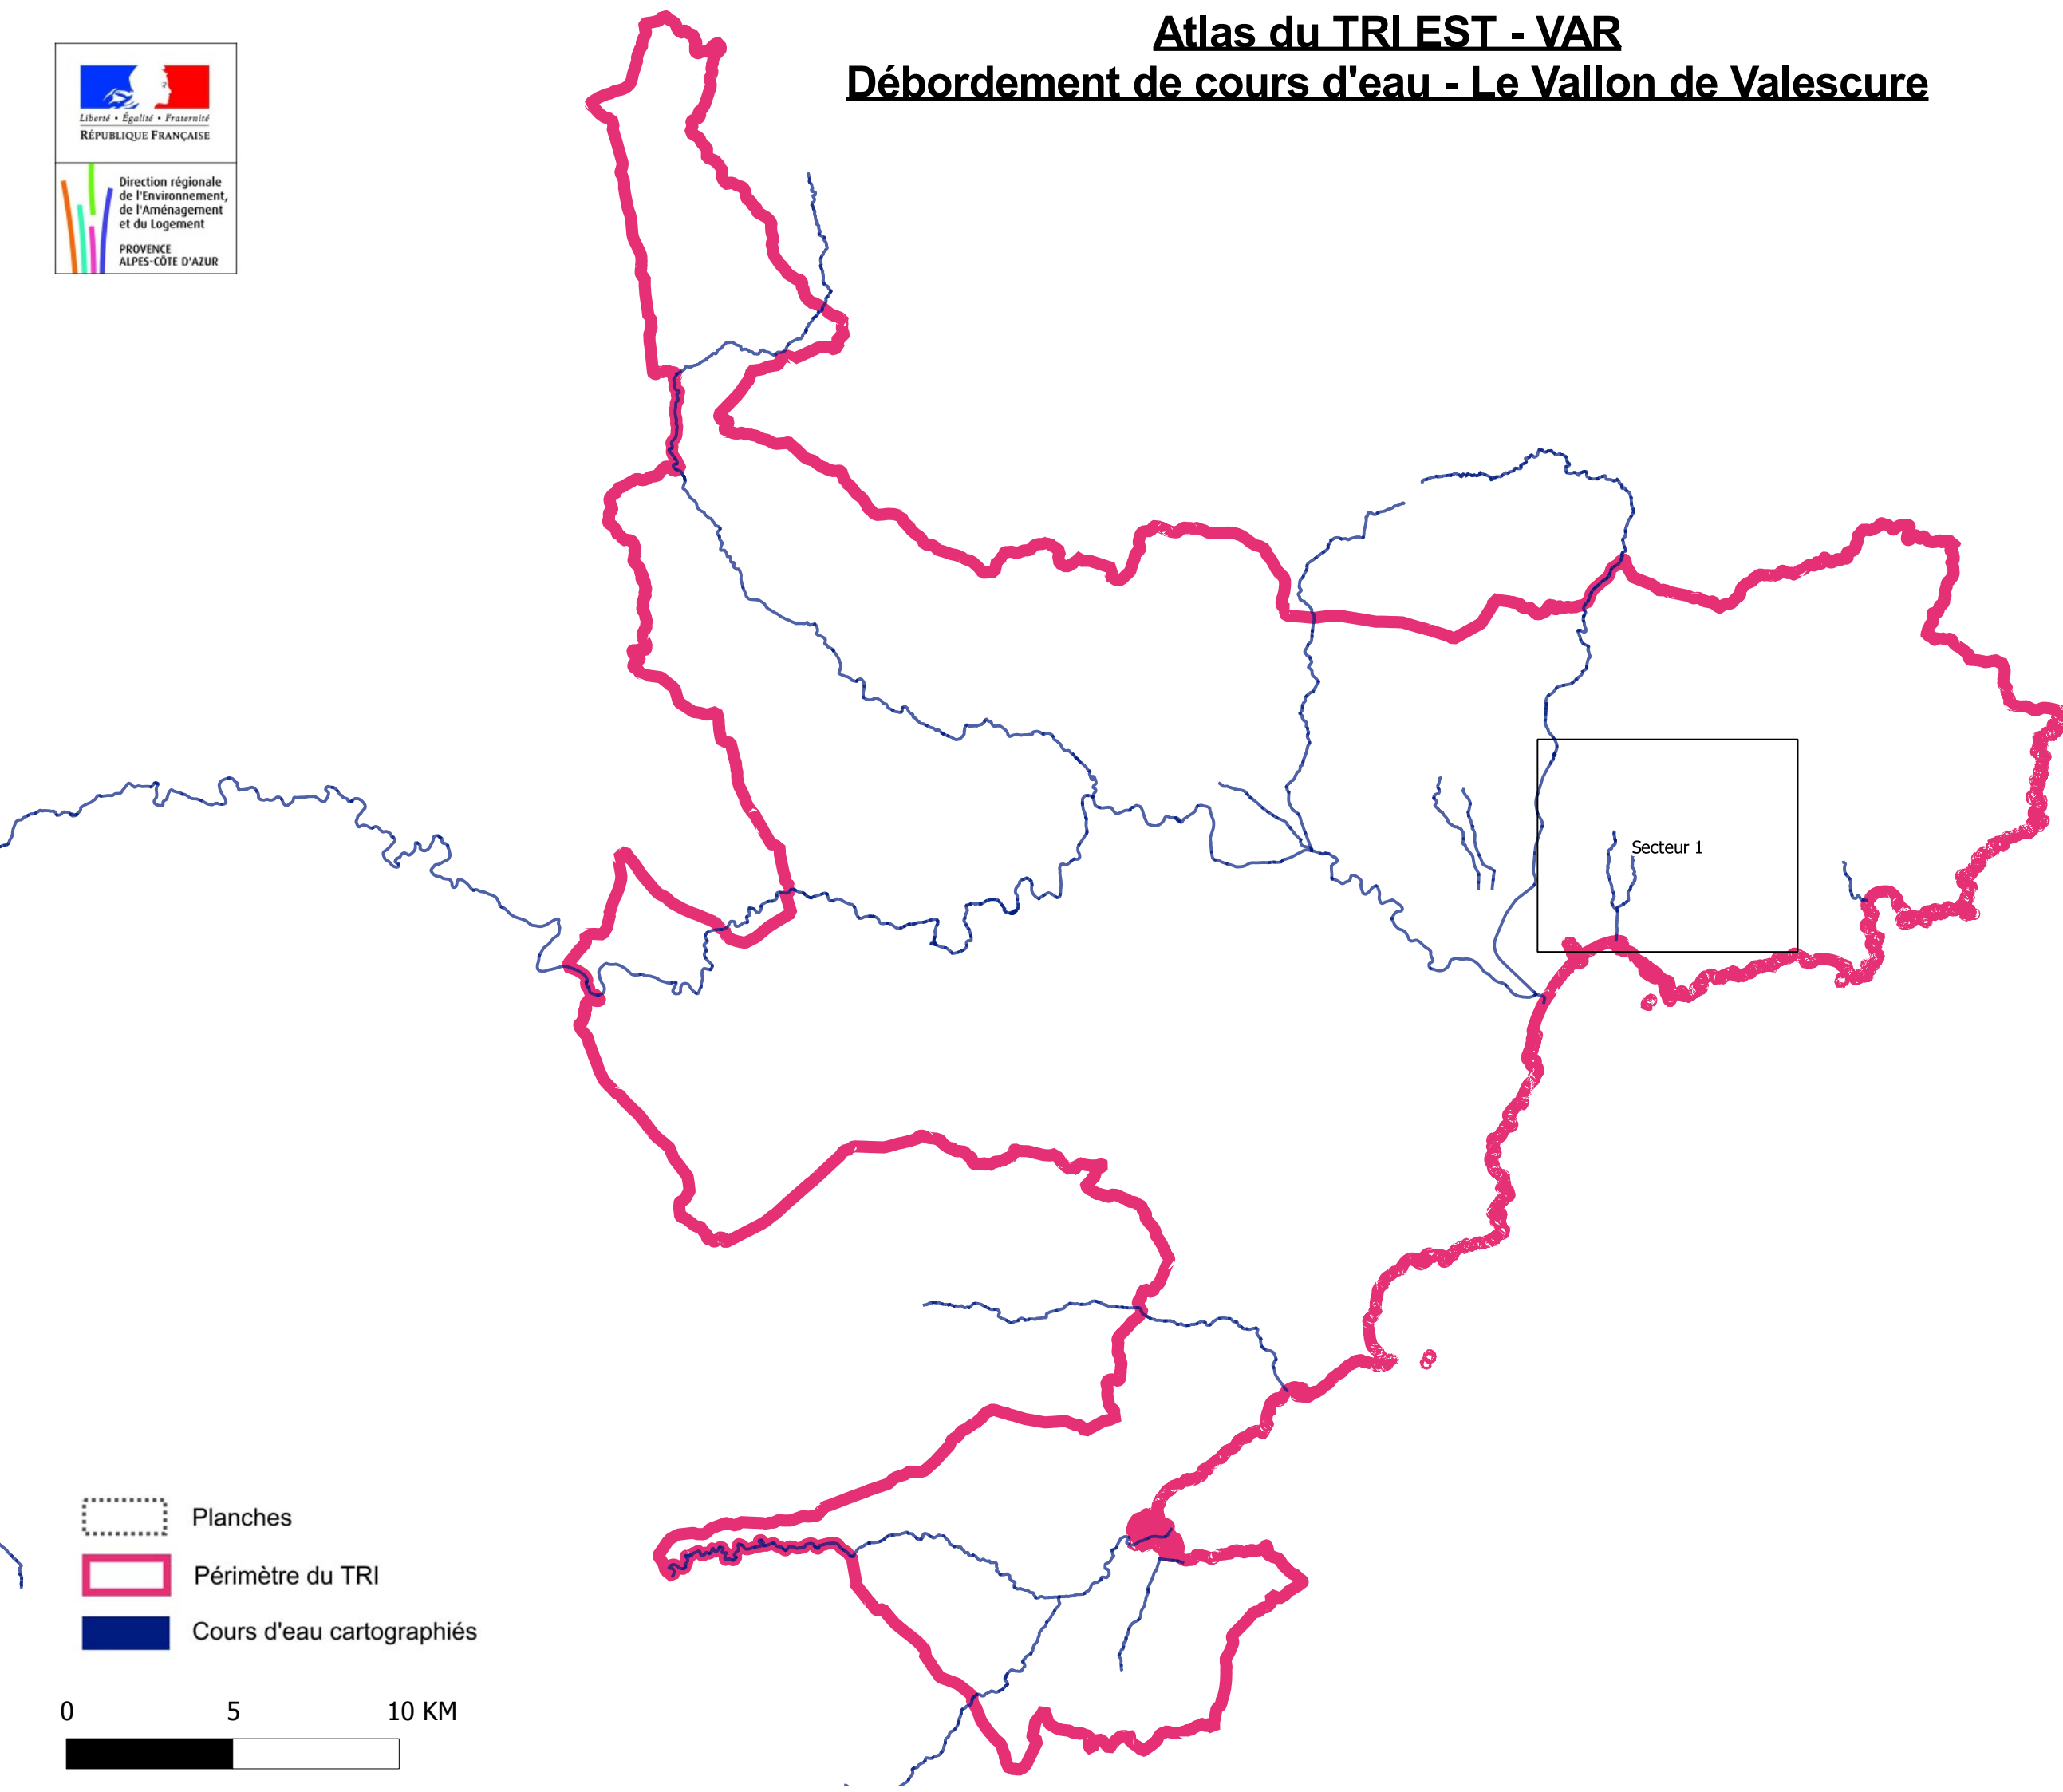 Atlas du TRI EST - VAR
Débordement de cours d'eau - Le Vallon de Valescure
Liberté • Égalité • Fraternité
RÉPUBLIQUE FRANÇAISE
Direction régionale
de l'Environnement,
de l'Aménagement
et du Logement
PROVENCE
ALPES-CÔTE D'AZUR
Secteur 1
Planches
Périmètre du TRI
Cours d'eau cartographiés
0 5 10 KM